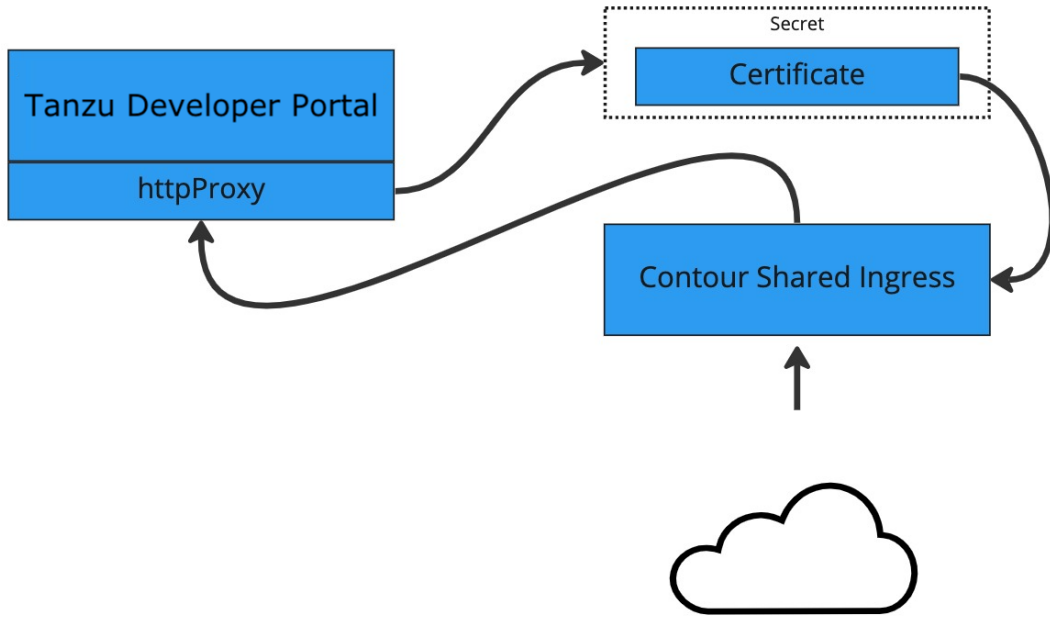 Secret
Certificate
Tanzu Developer Portal
httpProxy
Contour Shared Ingress